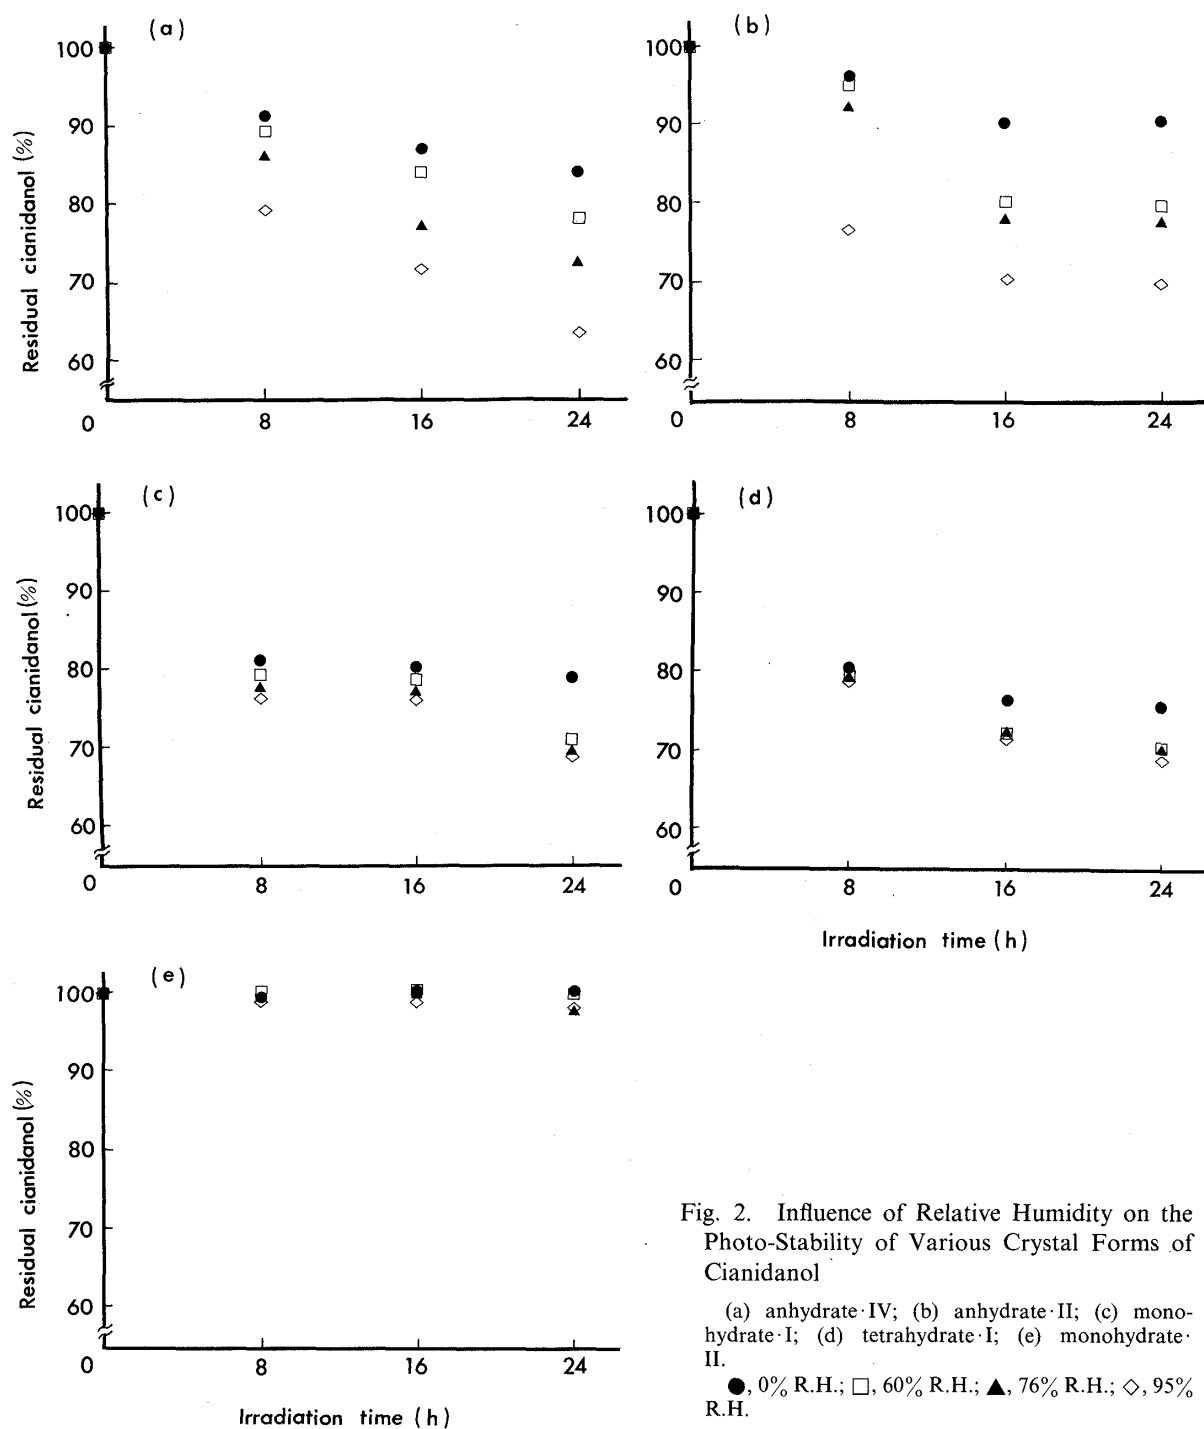 (a)
100
90
80
70
60
0
8
16
24
Residual cianidanol (%)
(b)
100
90
80
70
60
0
8
16
24
(c)
100
90
80
70
60
0
8
16
24
Residual cianidanol (%)
(d)
100
90
80
70
60
0
8
16
24
Irradiation time (h)
(e)
100
90
80
70
60
0
8
16
24
Residual cianidanol (%)
Irradiation time (h)
Fig. 2. Influence of Relative Humidity on the
Photo-Stability of Various Crystal Forms of
Cianidanol
(a) anhydrate·IV; (b) anhydrate·II; (c) mono-
hydrate·I; (d) tetrahydrate·I; (e) monohydrate·
II.
●, 0% R.H.; □, 60% R.H.; ▲, 76% R.H.; ◇, 95%
R.H.